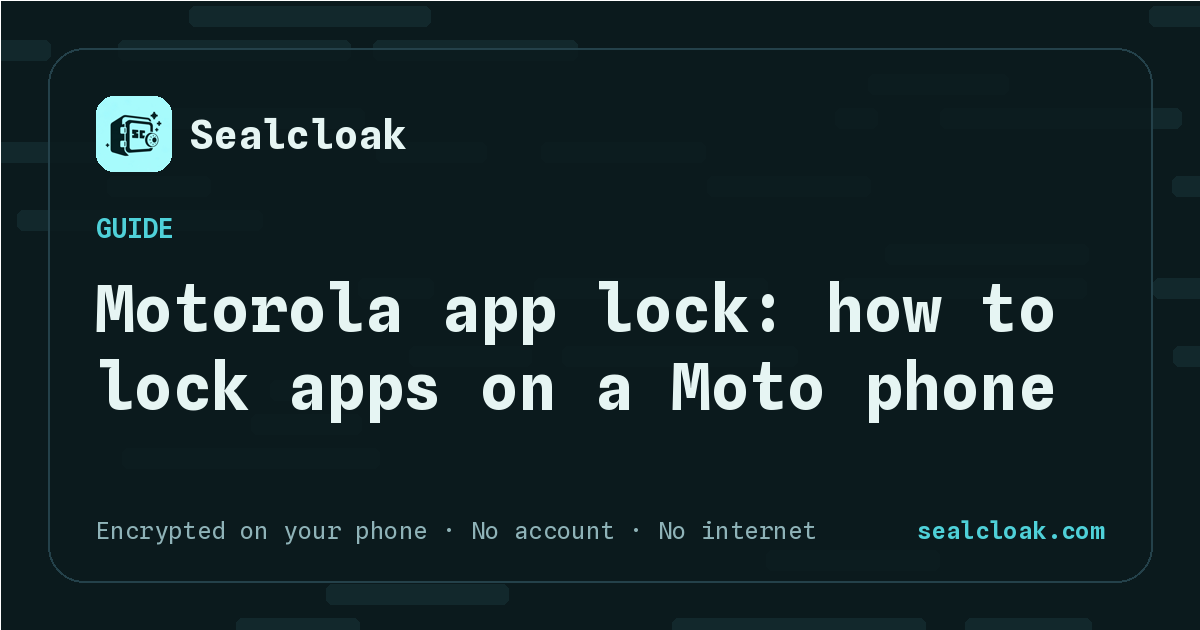 SC
Sealcloak
GUIDE
Motorola app lock: how to
lock apps on a Moto phone
Encrypted on your phone · No account · No internet
sealcloak.com